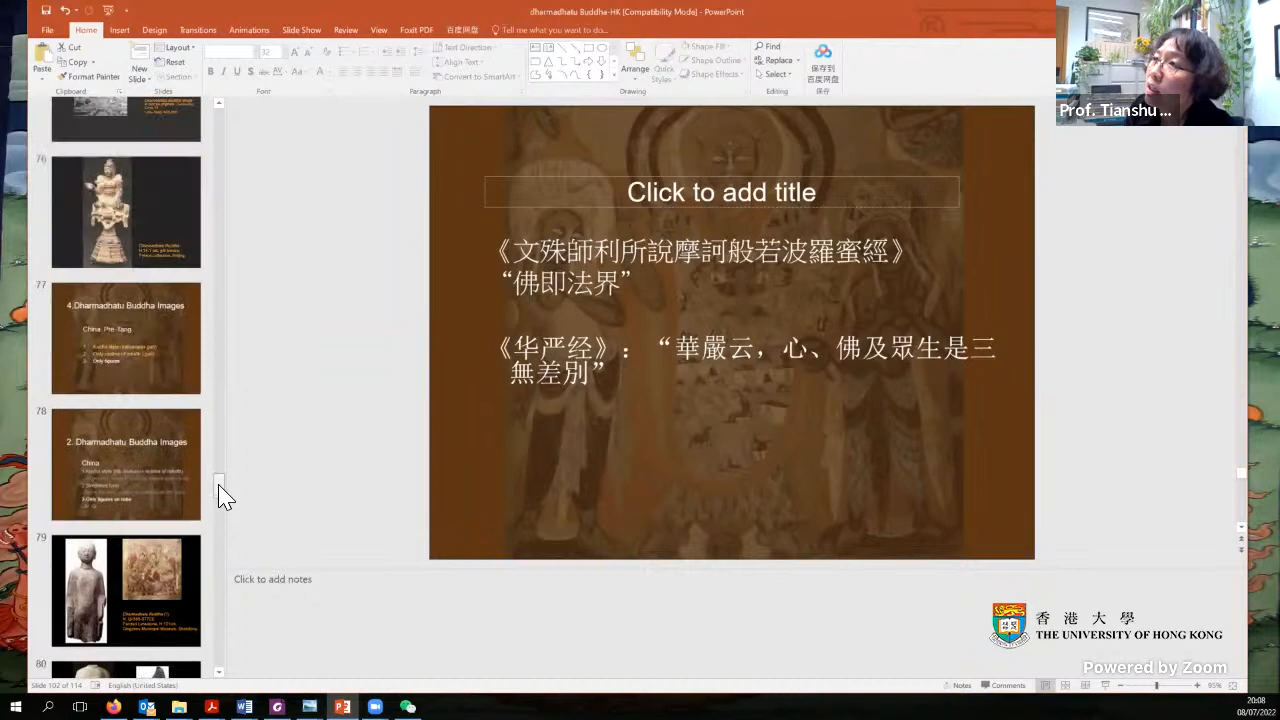 dharmadhatu Buddha-HK [Compatibility Mode] - PowerPoint
File Home Insert Design Transitions Animations Slide Show Review View Foxit PDF 百度网盘 Tell me what you want to do...
Cut
Copy
Format Painter
Paste
Clipboard
New Slide
Layout
Reset
Section
Slides
32
Font
Text Direction
Align Text
Convert to SmartArt
Paragraph
Arrange
Quick Styles
Shape Fill
Shape Outline
Shape Effects
Drawing
Find
Replace
Select
Editing
保存到
百度网盘
保存
Prof. Tianshu ...
76
77
4.Dharmadhatu Buddha Images
China: Pre-Tang
78
2. Dharmadhatu Buddha Images
China
79
80
Click to add title
《文殊師利所說摩訶般若波羅蜜經》
“佛即法界”
《华严经》：“華嚴云，心、佛及眾生是三
無差別”
Click to add notes
香港大學
THE UNIVERSITY OF HONG KONG
Powered by Zoom
Slide 102 of 114 English (United States) Notes Comments 95%
20:08
08/07/2022